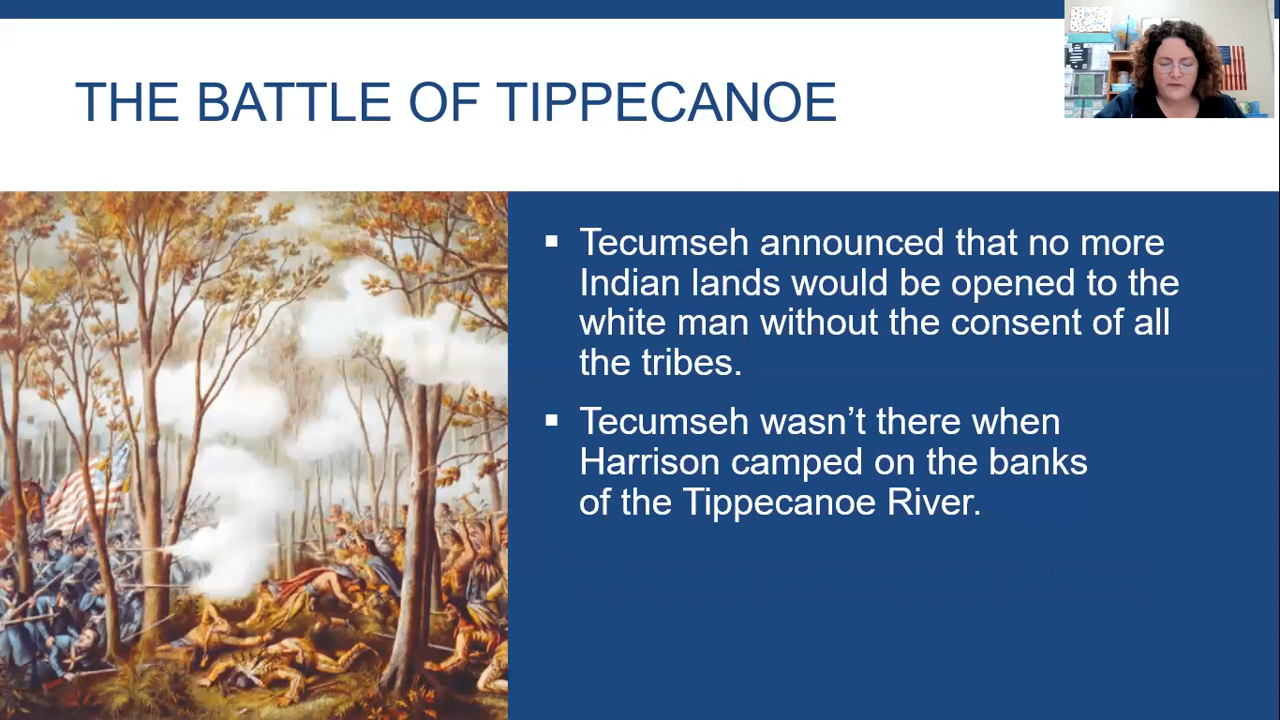 THE BATTLE OF TIPPECANOE
▪ Tecumseh announced that no more
Indian lands would be opened to the
white man without the consent of all
the tribes.
▪ Tecumseh wasn’t there when
Harrison camped on the banks
of the Tippecanoe River.